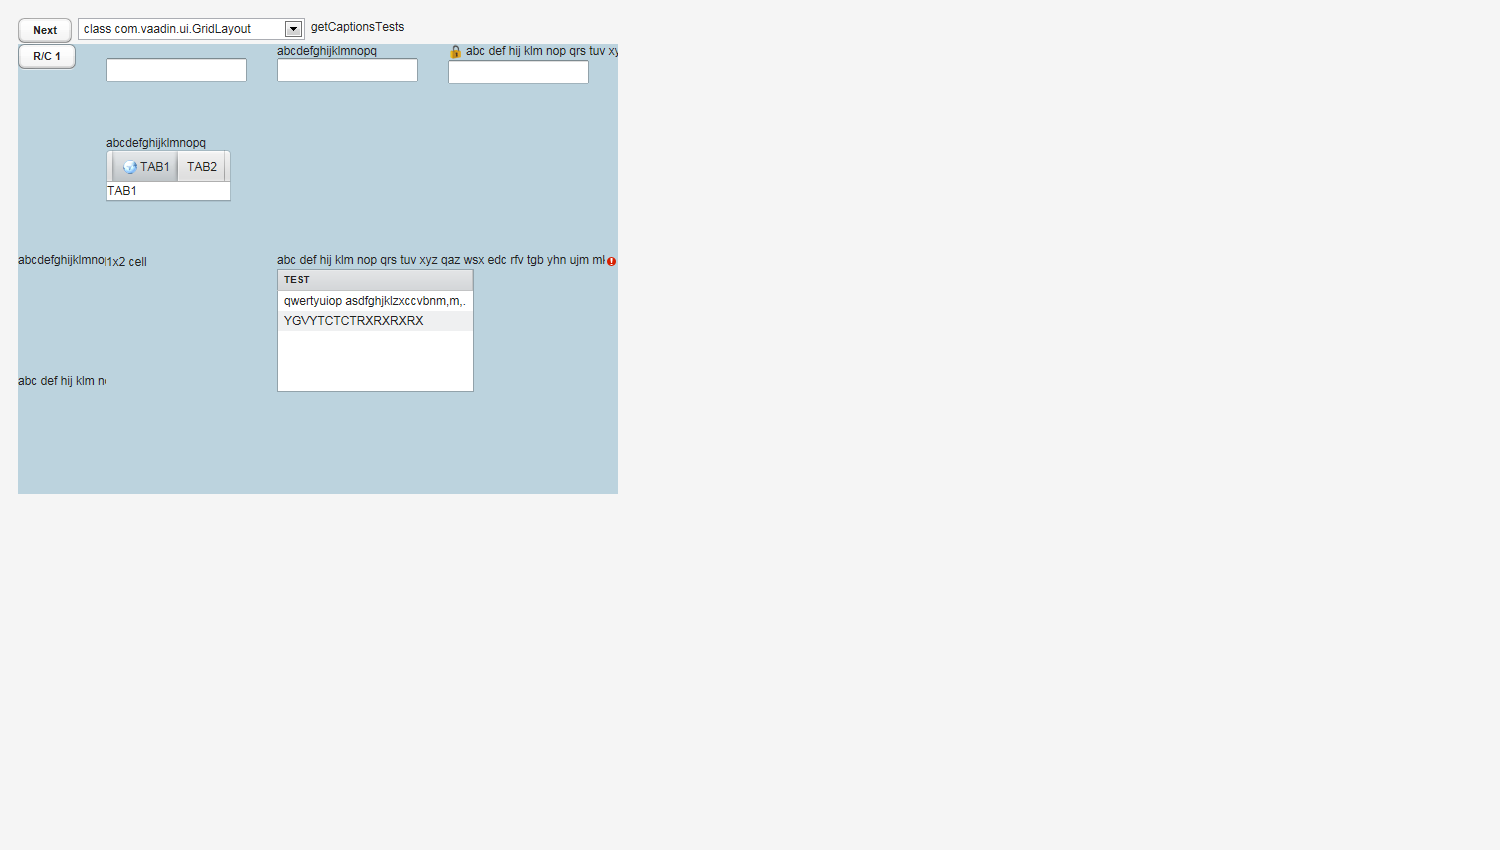 Next class com.vaadin.ui.GridLayout getCaptionsTests
R/C 1 abcdefghijklmnopq abc def hij klm nop qrs tuv xy
abcdefghijklmnopq
TAB1 TAB2
TAB1
abcdefghijklmno 1x2 cell abc def hij klm nop qrs tuv xyz qaz wsx edc rfv tgb yhn ujm
TEST
qwertyuiop asdfghjklzxccvbnm,m,.
YGVYTCTCTRXRXRXRX
abc def hij klm